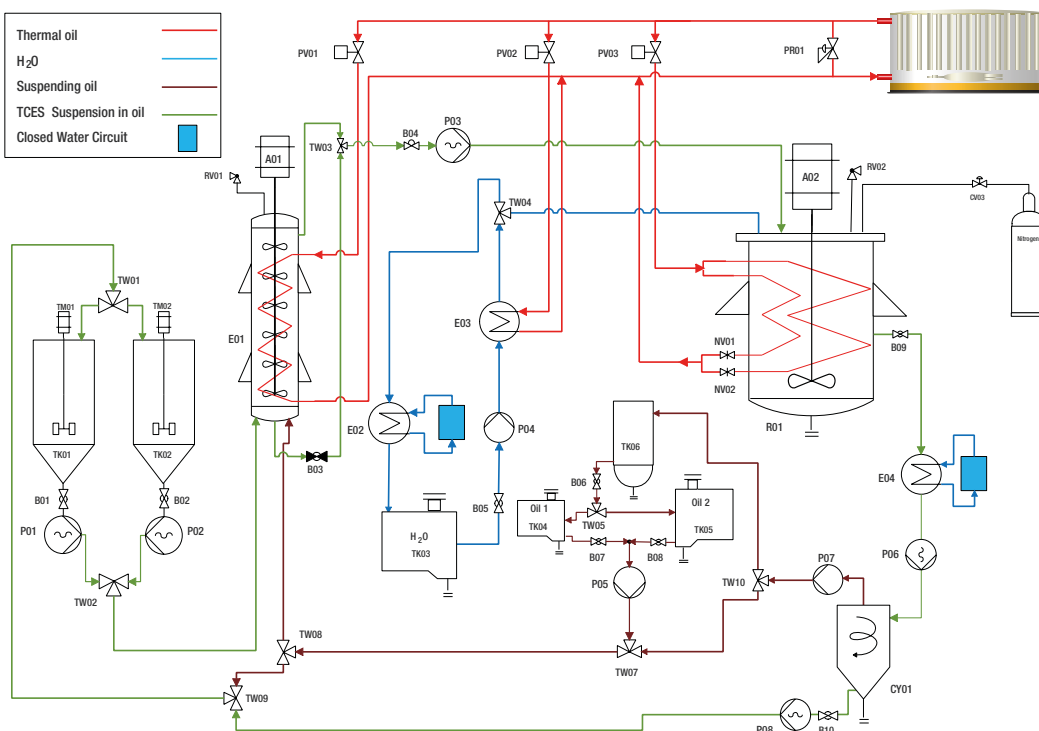 Thermal oil
H2O
Suspending oil
TCES Suspension in oil
Closed Water Circuit
PV01
PV02
PV03
PR01
P03
B04
TW03
A01
RV01
A02
RV02
CV03
Nitrogen
TW04
TW01
TM01
TM02
E01
E03
NV01
NV02
B09
E02
P04
R01
E04
TK01
TK02
B03
B01
B02
TK06
B06
B05
Oil 1
TK04
Oil 2
TK05
TW05
H2O
TK03
B07
B08
P01
P02
P05
P06
P07
TW10
TW02
TW08
TW07
TW09
CY01
P08
B10